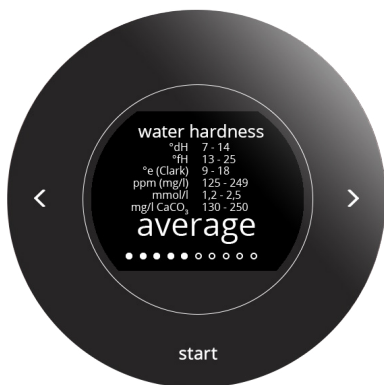 water hardness
°dH 7 - 14
°fH 13 - 25
°e (Clark) 9 - 18
ppm (mg/l) 125 - 249
mmol/l 1,2 - 2,5
mg/l CaCO₃ 130 - 250
average
start